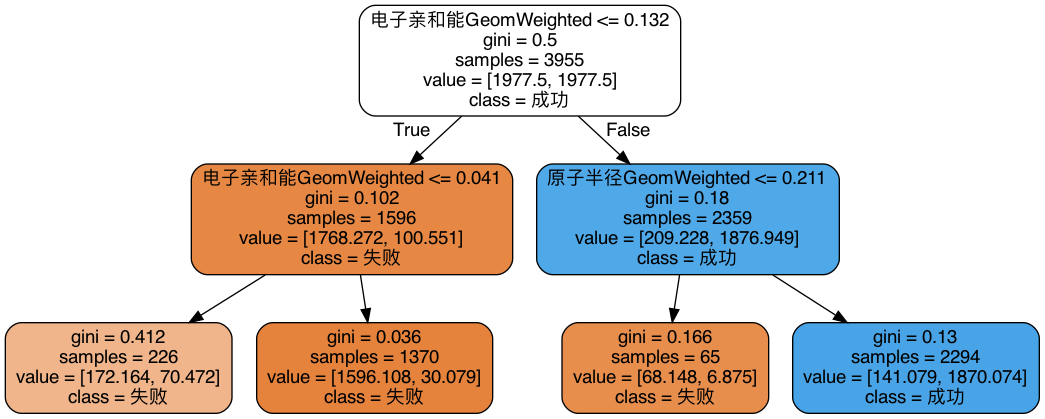 电子亲和能GeomWeighted <= 0.132
gini = 0.5
samples = 3955
value = [1977.5, 1977.5]
class = 成功
True
False
电子亲和能GeomWeighted <= 0.041
gini = 0.102
samples = 1596
value = [1768.272, 100.551]
class = 失败
原子半径GeomWeighted <= 0.211
gini = 0.18
samples = 2359
value = [209.228, 1876.949]
class = 成功
gini = 0.412
samples = 226
value = [172.164, 70.472]
class = 失败
gini = 0.036
samples = 1370
value = [1596.108, 30.079]
class = 失败
gini = 0.166
samples = 65
value = [68.148, 6.875]
class = 失败
gini = 0.13
samples = 2294
value = [141.079, 1870.074]
class = 成功